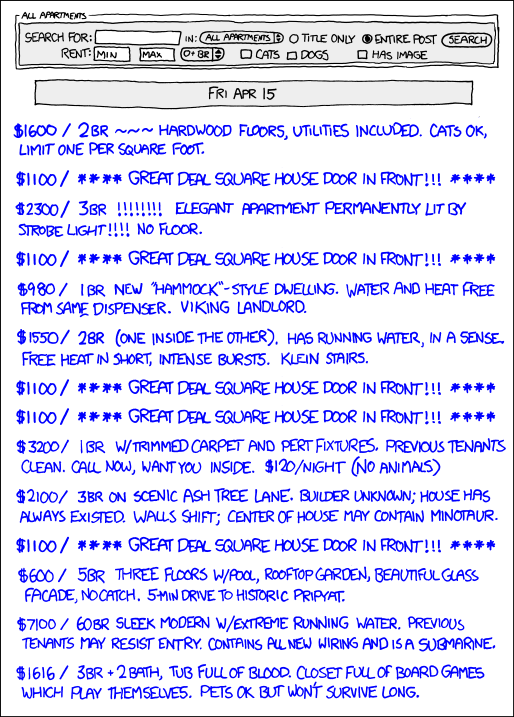 ALL APARTMENTS
SEARCH FOR: IN: ALL APARTMENTS TITLE ONLY ENTIRE POST SEARCH
RENT: MIN MAX 0+ BR CATS DOGS HAS IMAGE
FRI APR 15
$1600 / 2BR ~~~ HARDWOOD FLOORS, UTILITIES INCLUDED. CATS OK,
LIMIT ONE PER SQUARE FOOT.
$1100 / **** GREAT DEAL SQUARE HOUSE DOOR IN FRONT!!! ****
$2300 / 3BR !!!!!!!! ELEGANT APARTMENT PERMANENTLY LIT BY
STROBE LIGHT!!!! NO FLOOR.
$1100 / **** GREAT DEAL SQUARE HOUSE DOOR IN FRONT!!! ****
$980 / 1BR NEW "HAMMOCK"-STYLE DWELLING. WATER AND HEAT FREE
FROM SAME DISPENSER. VIKING LANDLORD.
$1550 / 2BR (ONE INSIDE THE OTHER). HAS RUNNING WATER, IN A SENSE.
FREE HEAT IN SHORT, INTENSE BURSTS. KLEIN STAIRS.
$1100 / **** GREAT DEAL SQUARE HOUSE DOOR IN FRONT!!! ****
$1100 / **** GREAT DEAL SQUARE HOUSE DOOR IN FRONT!!! ****
$3200 / 1BR W/TRIMMED CARPET AND PERT FIXTURES. PREVIOUS TENANTS
CLEAN. CALL NOW, WANT YOU INSIDE. $120/NIGHT (NO ANIMALS)
$2100 / 3BR ON SCENIC ASH TREE LANE. BUILDER UNKNOWN; HOUSE HAS
ALWAYS EXISTED. WALLS SHIFT; CENTER OF HOUSE MAY CONTAIN MINOTAUR.
$1100 / **** GREAT DEAL SQUARE HOUSE DOOR IN FRONT!!! ****
$600 / 5BR THREE FLOORS W/POOL, ROOFTOP GARDEN, BEAUTIFUL GLASS
FACADE, NO CATCH. 5-MIN DRIVE TO HISTORIC PRIPYAT.
$7100 / 60BR SLEEK MODERN W/EXTREME RUNNING WATER. PREVIOUS
TENANTS MAY RESIST ENTRY. CONTAINS ALL NEW WIRING AND IS A SUBMARINE.
$1616 / 3BR + 2 BATH, TUB FULL OF BLOOD. CLOSET FULL OF BOARD GAMES
WHICH PLAY THEMSELVES. PETS OK BUT WON'T SURVIVE LONG.